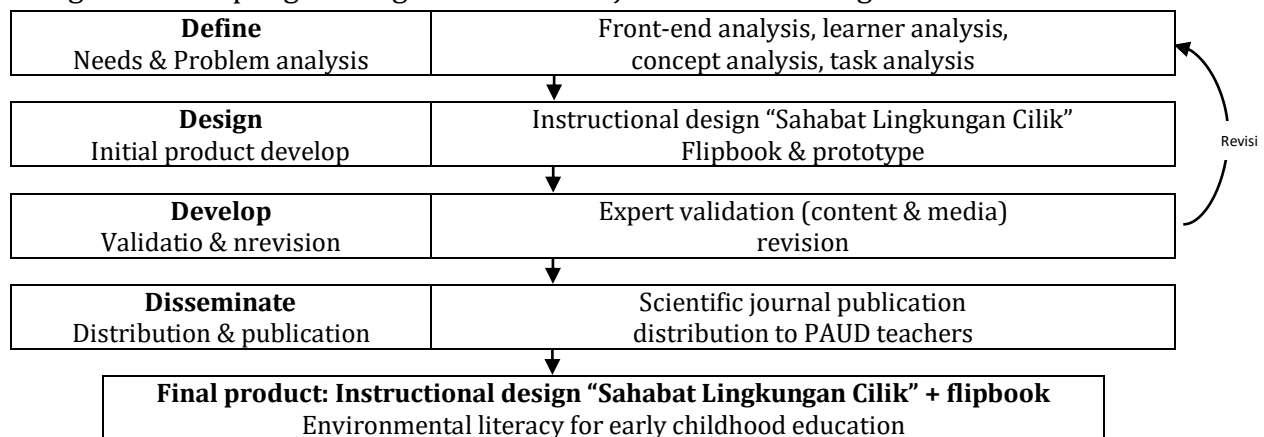 Define
Needs & Problem analysis
Front-end analysis, learner analysis,
concept analysis, task analysis
Design
Initial product develop
Instructional design “Sahabat Lingkungan Cilik”
Flipbook & prototype
Revisi
Develop
Validatio & nrevision
Expert validation (content & media)
revision
Disseminate
Distribution & publication
Scientific journal publication
distribution to PAUD teachers
Final product: Instructional design “Sahabat Lingkungan Cilik” + flipbook
Environmental literacy for early childhood education